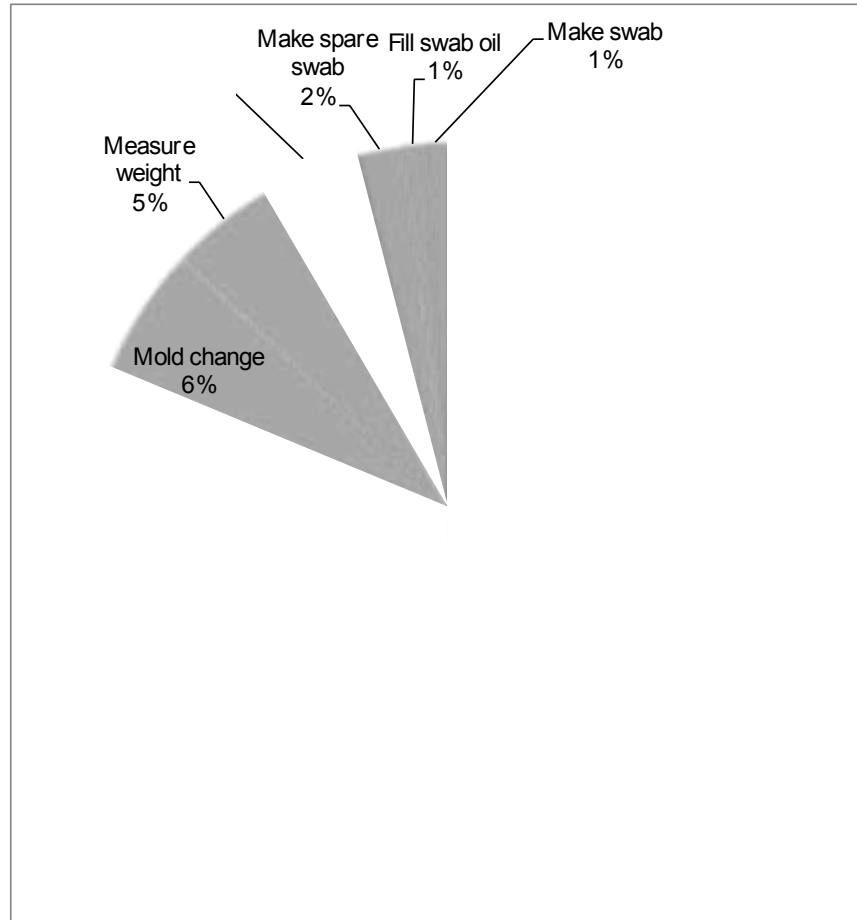 Make spare
swab
2%
Fill swab oil
1%
Make swab
1%
Measure
weight
5%
Mold change
6%